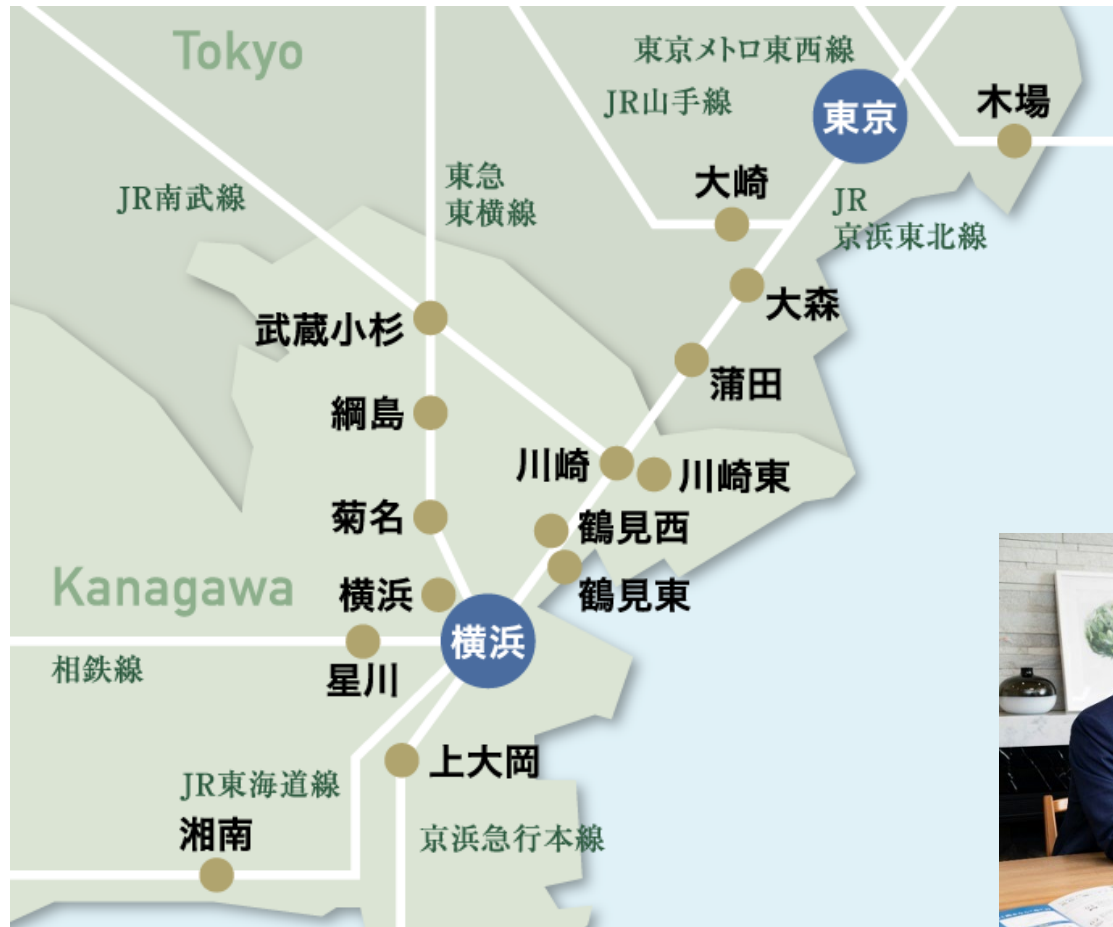 Tokyo
東京メトロ東西線
JR山手線
東京
木場
JR南武線
東急
東横線
大崎
JR
京浜東北線
大森
武蔵小杉
蒲田
綱島
川崎
川崎東
菊名
鶴見西
Kanagawa
横浜
鶴見東
横浜
相鉄線
星川
上大岡
JR東海道線
湘南
京浜急行本線